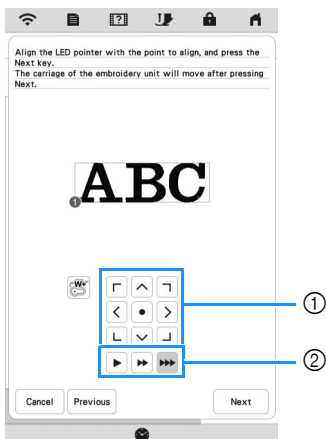 Align the LED pointer with the point to align, and press the
Next key.
The carriage of the embroidery unit will move after pressing
Next.
ABC
1
W+
①
②
Cancel
Previous
Next